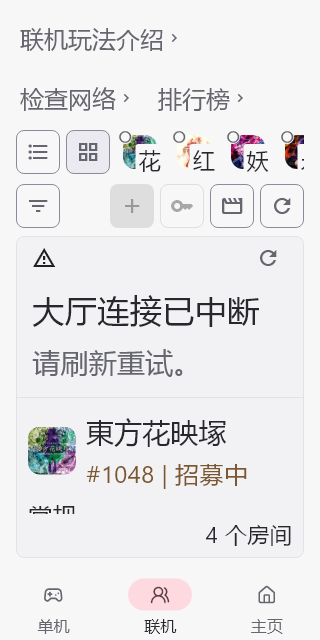 联机玩法介绍
检查网络 排行榜
花 红 妖
大厅连接已中断
请刷新重试。
東方花映塚
#1048 | 招募中
4 个房间
单机 联机 主页